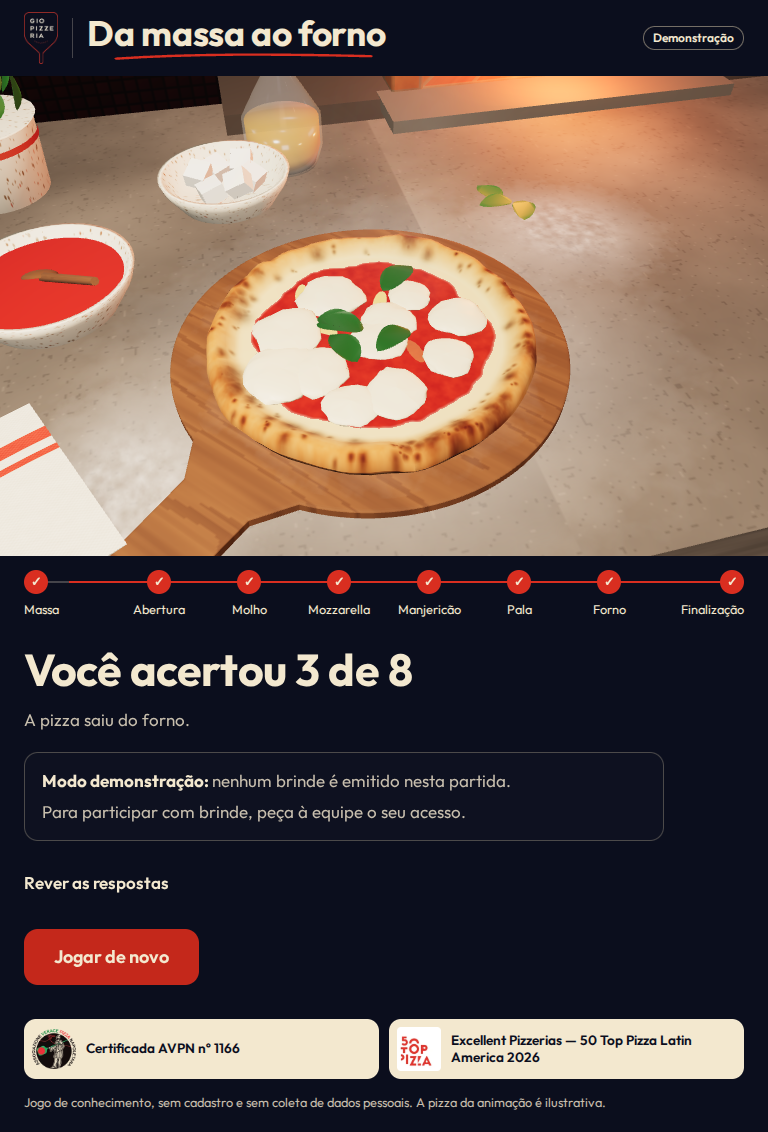 GIO
PIZZE
RIA
Da massa ao forno
Demonstração
Massa
Abertura
Molho
Mozzarella
Manjericão
Pala
Forno
Finalização
Você acertou 3 de 8
A pizza saiu do forno.
Modo demonstração: nenhum brinde é emitido nesta partida.
Para participar com brinde, peça à equipe o seu acesso.
Rever as respostas
Jogar de novo
Certificada AVPN nº 1166
50
TOP
PIZZA
Excellent Pizzerias — 50 Top Pizza Latin
America 2026
Jogo de conhecimento, sem cadastro e sem coleta de dados pessoais. A pizza da animação é ilustrativa.